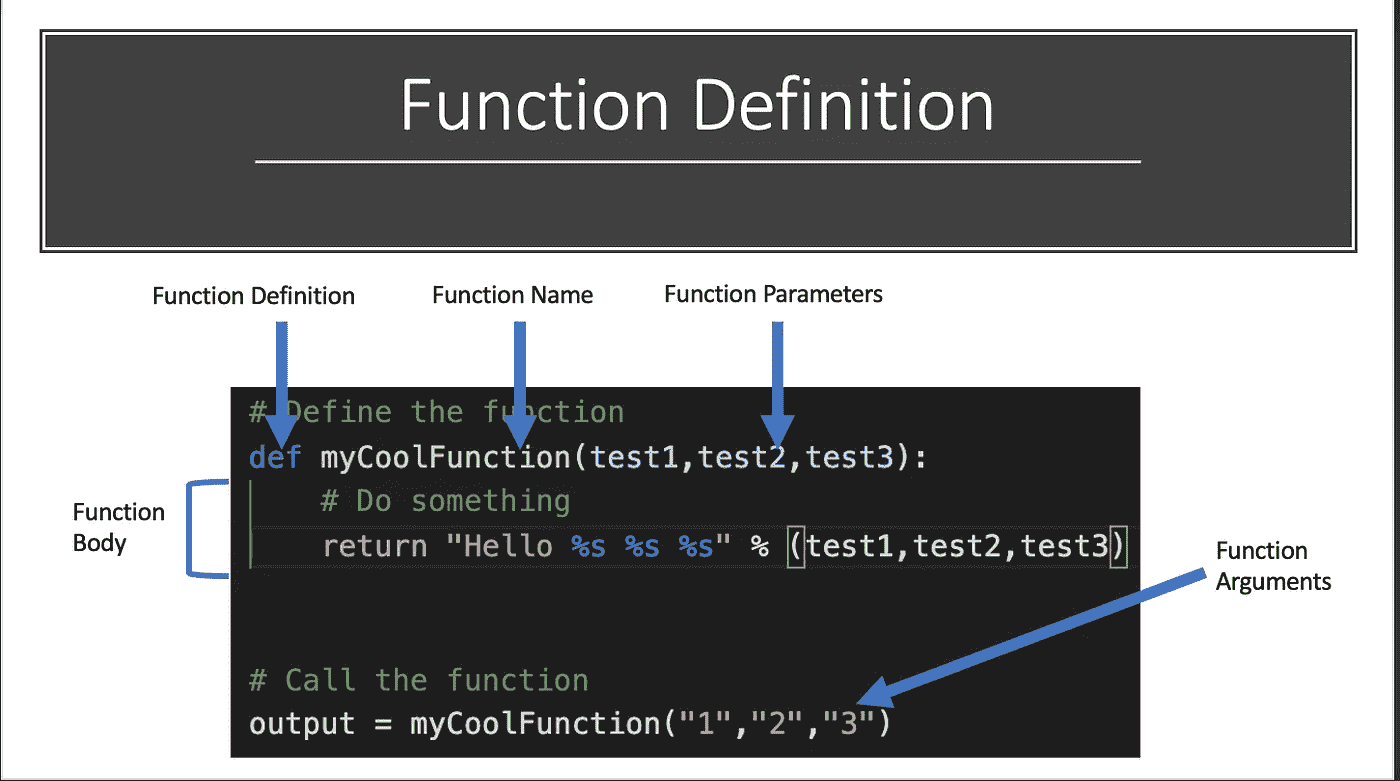 Function Definition
Function Definition
Function Name
Function Parameters
# Define the function
def myCoolFunction(test1,test2,test3):
Function
Body
# Do something
return "Hello %s %s %s" % (test1,test2,test3)
Function
Arguments
# Call the function
output = myCoolFunction("1","2","3")